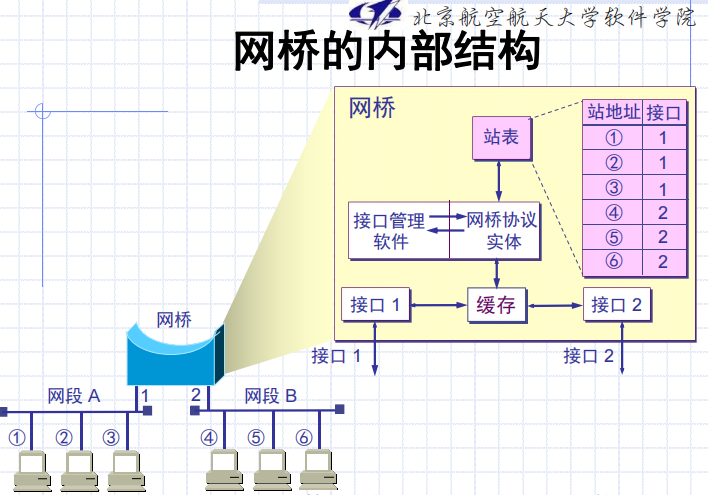 北京航空航天大学软件学院
网桥的内部结构
网桥
站表
站地址 接口
① 1
② 1
③ 1
④ 2
⑤ 2
⑥ 2
接口管理
软件
网桥协议
实体
接口 1
缓存
接口 2
接口 1
接口 2
网桥
网段 A
1
2
网段 B
①
②
③
④
⑤
⑥